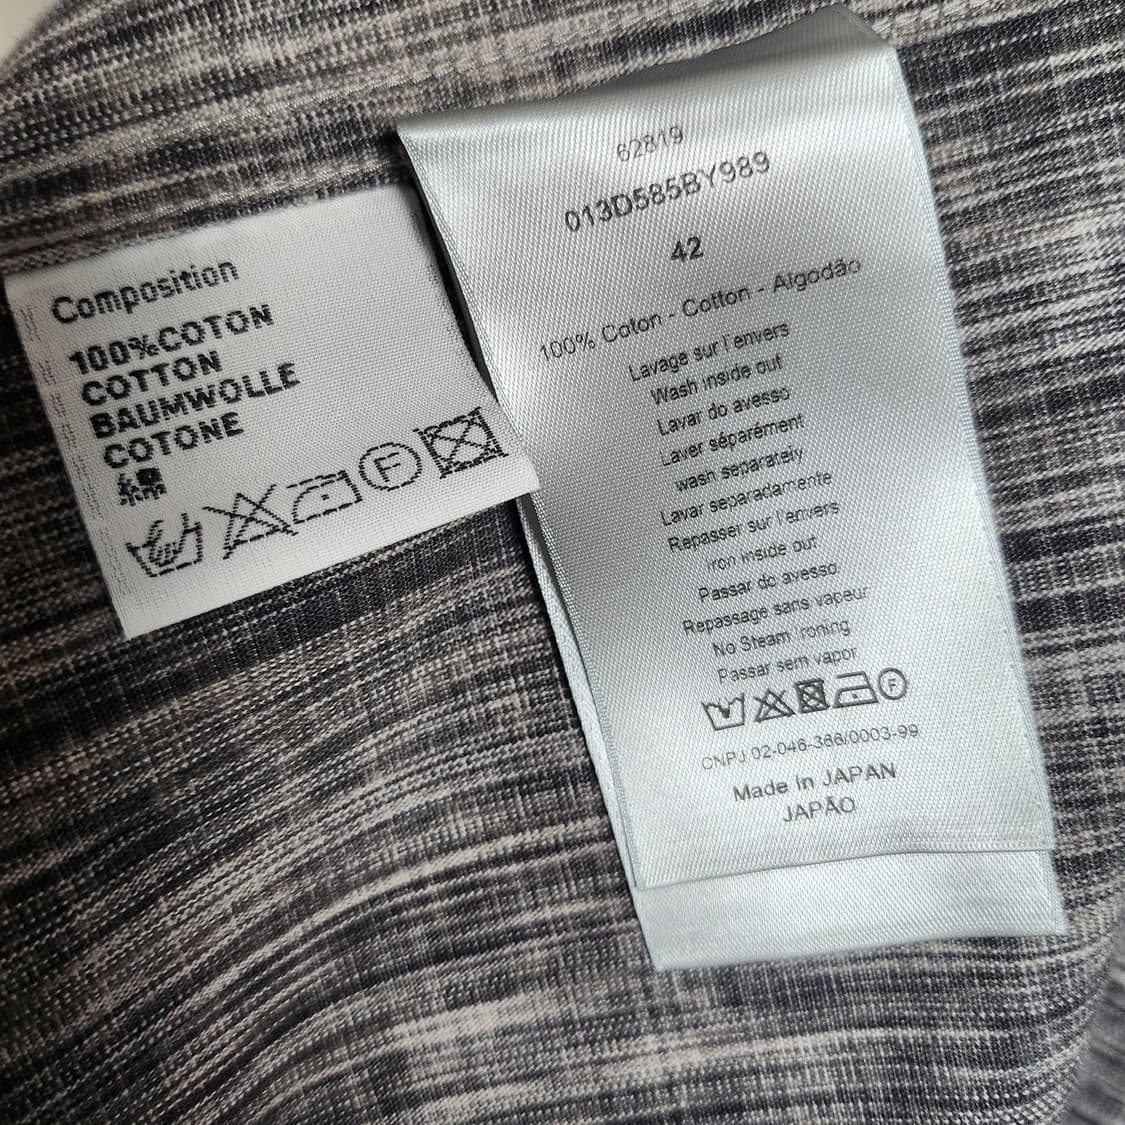 Composition
100%COTON
COTTON
BAUMWOLLE
COTONE
綿
F
62819
013D585BY989
42
100% Coton - Cotton - Algodão
Lavage sur l'envers
Wash inside out
Lavar do avesso
Laver séparément
wash separately
Lavar separadamente
Repasser sur l'envers
Iron inside out
Passar do avesso
Repassage sans vapeur
No Steam Ironing
Passar sem vapor
F
CNPJ 02-046-366/0003-99
Made in JAPAN
JAPÃO